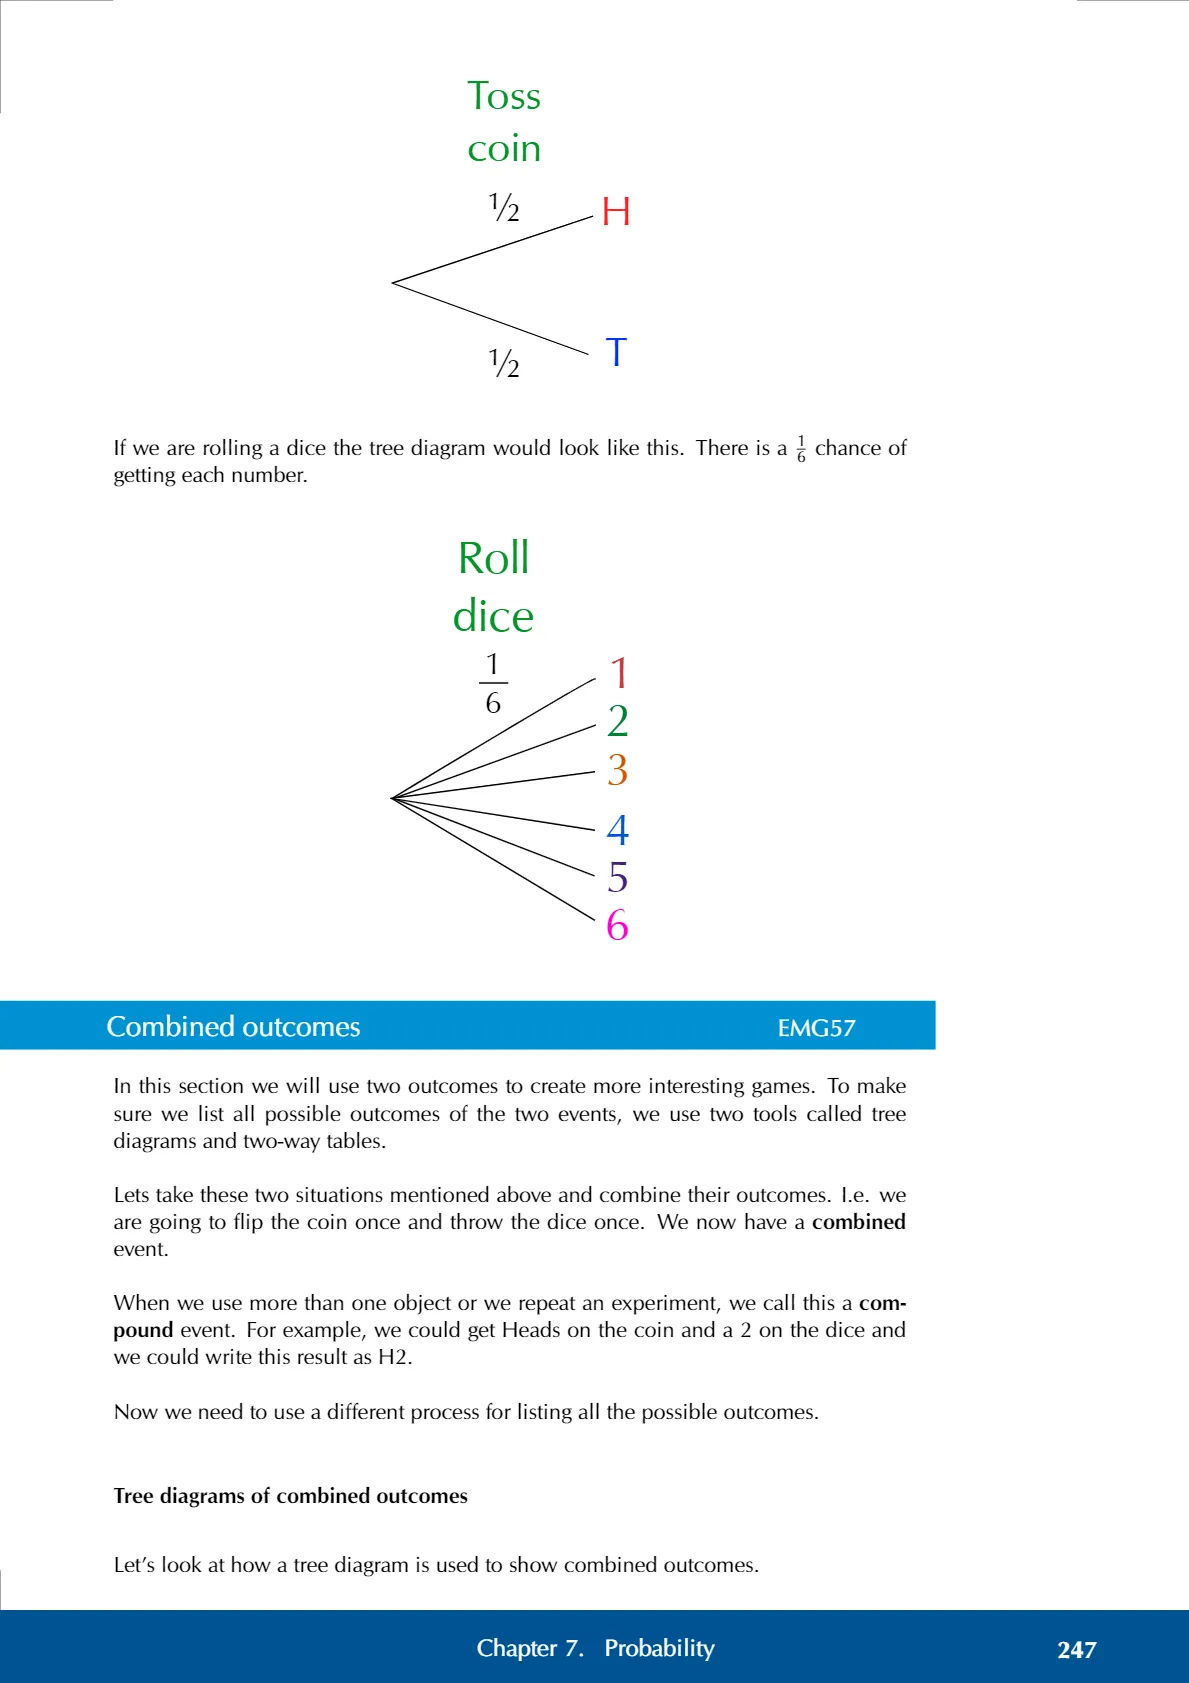 Toss
coin
½
H
½
T
If we are rolling a dice the tree diagram would look like this. There is a 1/6 chance of
getting each number.
Roll
dice
1
6
1
2
3
4
5
6
Combined outcomes EMG57
In this section we will use two outcomes to create more interesting games. To make
sure we list all possible outcomes of the two events, we use two tools called tree
diagrams and two-way tables.
Lets take these two situations mentioned above and combine their outcomes. I.e. we
are going to flip the coin once and throw the dice once. We now have a combined
event.
When we use more than one object or we repeat an experiment, we call this a com-
pound event. For example, we could get Heads on the coin and a 2 on the dice and
we could write this result as H2.
Now we need to use a different process for listing all the possible outcomes.
Tree diagrams of combined outcomes
Let's look at how a tree diagram is used to show combined outcomes.
Chapter 7. Probability 247